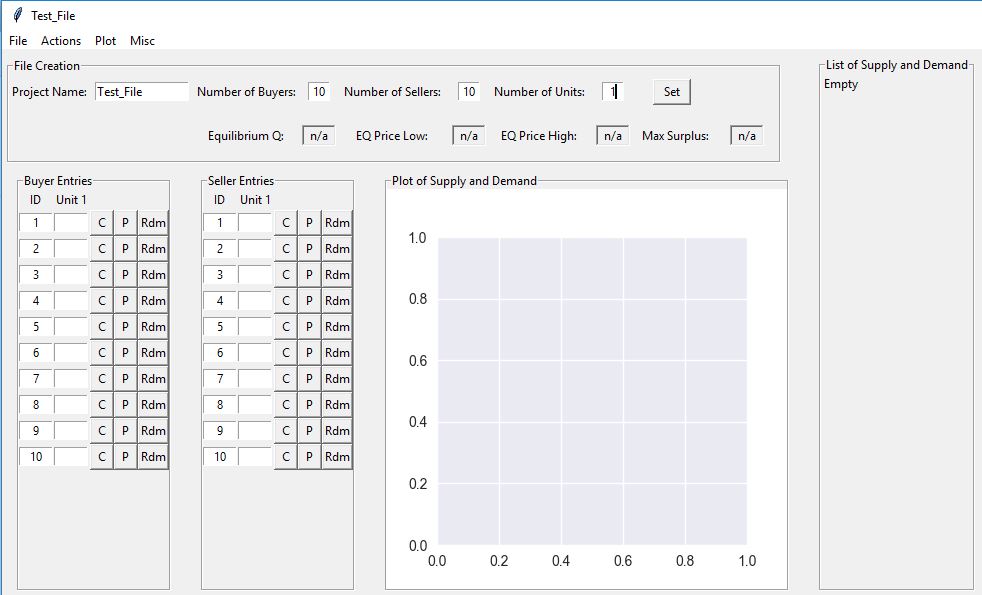 Test_File
File Actions Plot Misc
File Creation
Project Name: Test_File Number of Buyers: 10 Number of Sellers: 10 Number of Units: 1 Set
Equilibrium Q: n/a EQ Price Low: n/a EQ Price High: n/a Max Surplus: n/a
List of Supply and Demand
Empty
Buyer Entries
ID Unit 1
1 C P Rdm
2 C P Rdm
3 C P Rdm
4 C P Rdm
5 C P Rdm
6 C P Rdm
7 C P Rdm
8 C P Rdm
9 C P Rdm
10 C P Rdm
Seller Entries
ID Unit 1
1 C P Rdm
2 C P Rdm
3 C P Rdm
4 C P Rdm
5 C P Rdm
6 C P Rdm
7 C P Rdm
8 C P Rdm
9 C P Rdm
10 C P Rdm
Plot of Supply and Demand
1.0
0.8
0.6
0.4
0.2
0.0
0.0 0.2 0.4 0.6 0.8 1.0